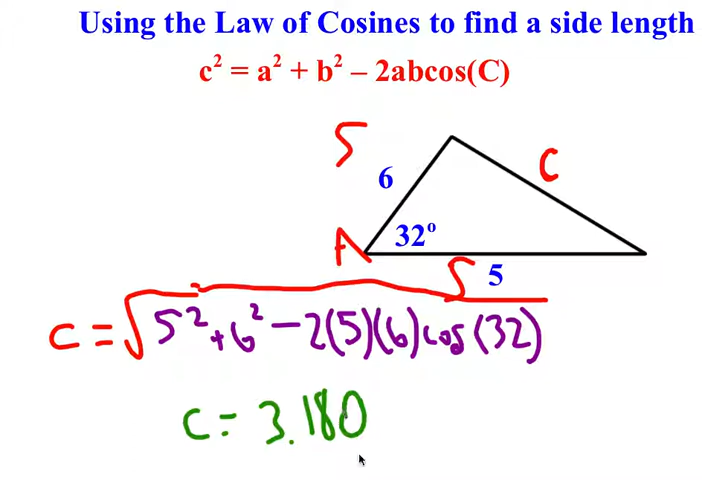 Using the Law of Cosines to find a side length
c² = a² + b² – 2abcos(C)
S
C
6
A
32º
S
5
c = √5² + 6² – 2(5)(6)cos(32)
c = 3.180